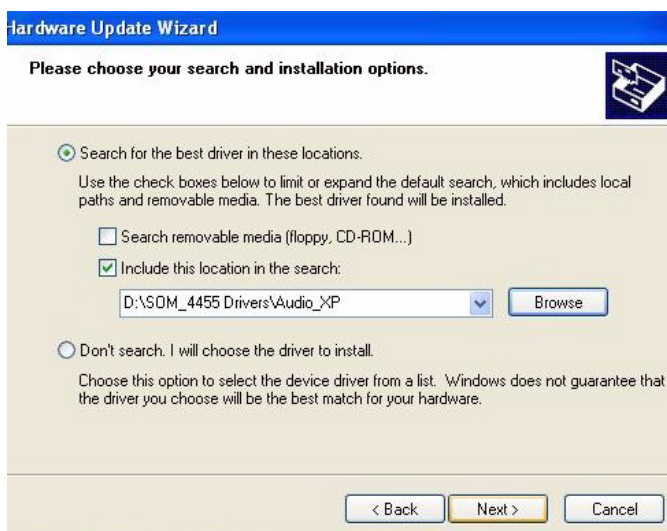 Hardware Update Wizard
Please choose your search and installation options.
Search for the best driver in these locations.
Use the check boxes below to limit or expand the default search, which includes local
paths and removable media. The best driver found will be installed.
Search removable media (floppy, CD-ROM...)
Include this location in the search:
D:\SOM_4455 Drivers\Audio_XP
Browse
Don't search. I will choose the driver to install.
Choose this option to select the device driver from a list. Windows does not guarantee that
the driver you choose will be the best match for your hardware.
< Back Next > Cancel